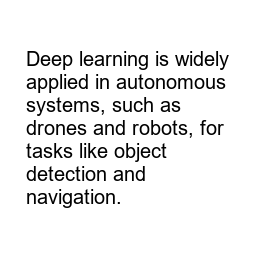 Deep learning is widely
applied in autonomous
systems, such as
drones and robots, for
tasks like object
detection and
navigation.